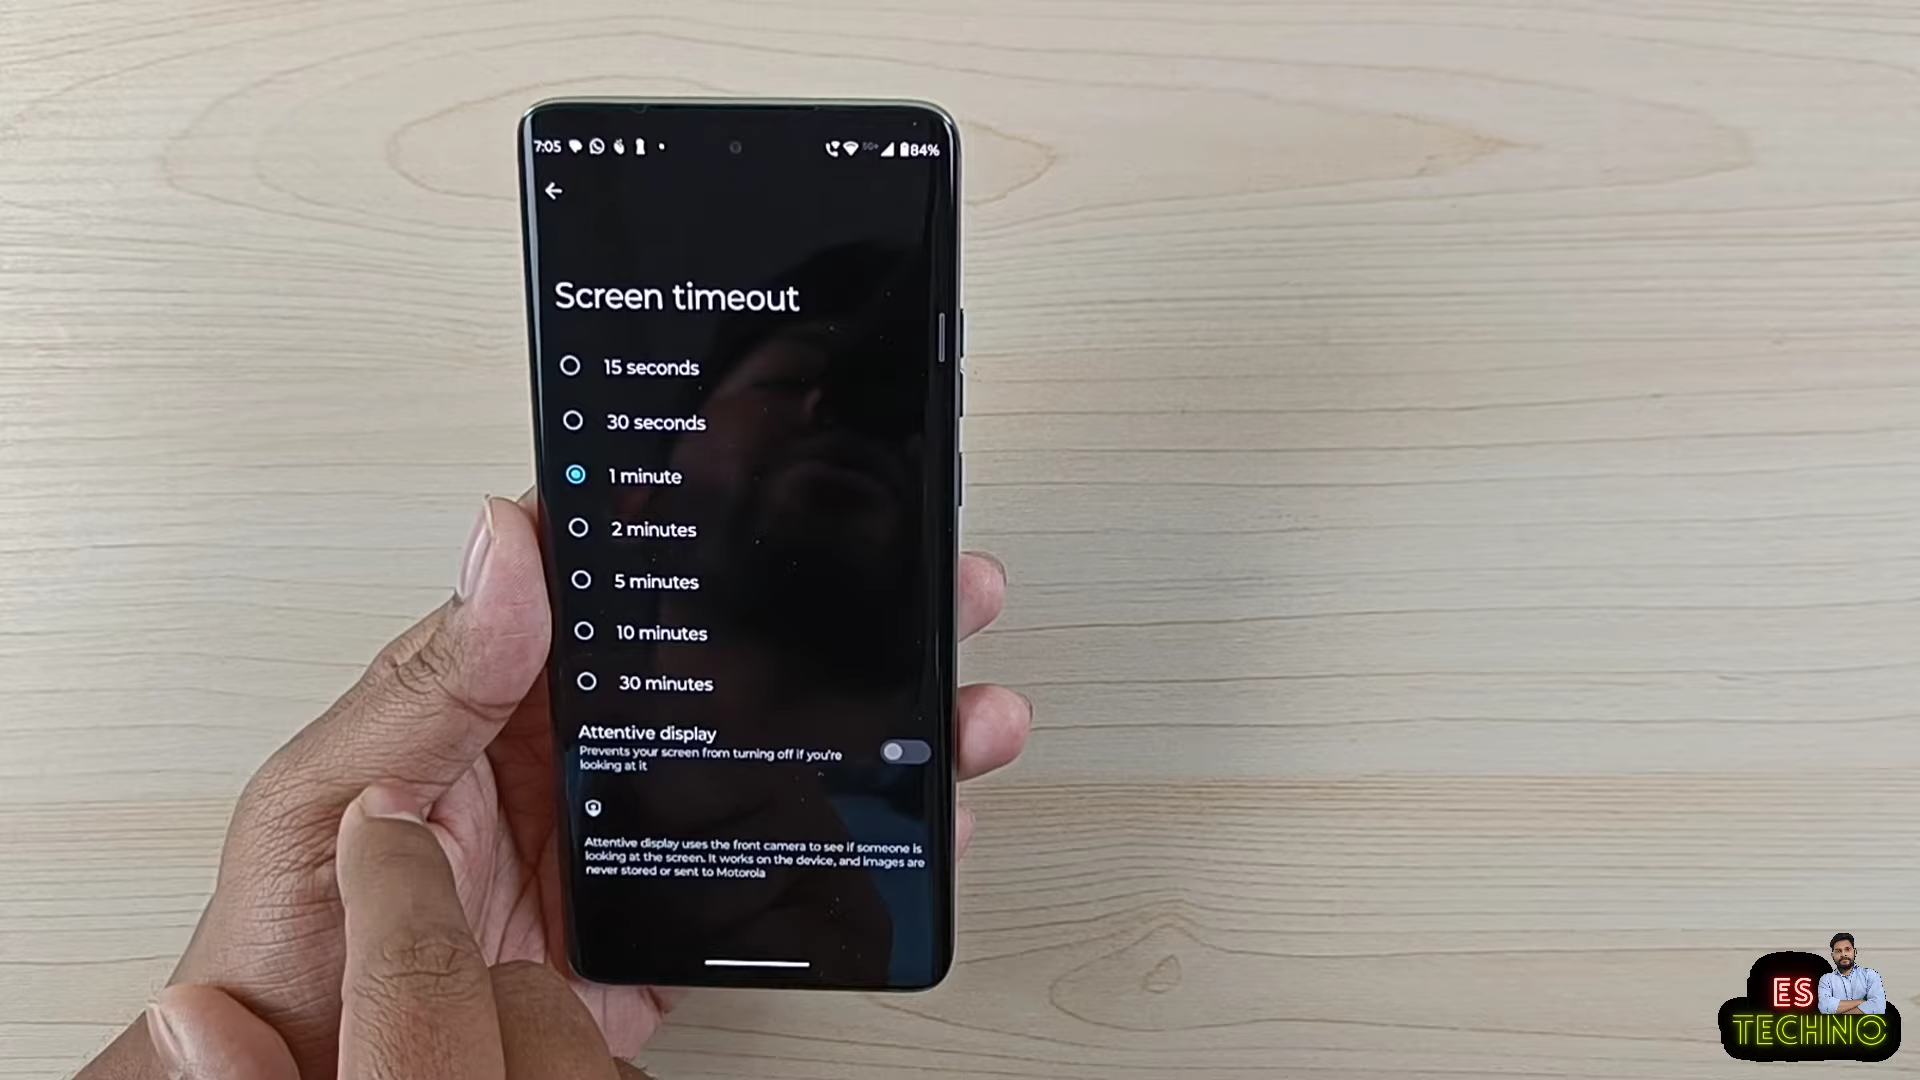 7:05
5G+
84%
Screen timeout
15 seconds
30 seconds
1 minute
2 minutes
5 minutes
10 minutes
30 minutes
Attentive display
Prevents your screen from turning off if you're
looking at it
Attentive display uses the front camera to see if someone is
looking at the screen. It works on the device, and images are
never stored or sent to Motorola
ES
TECHNO